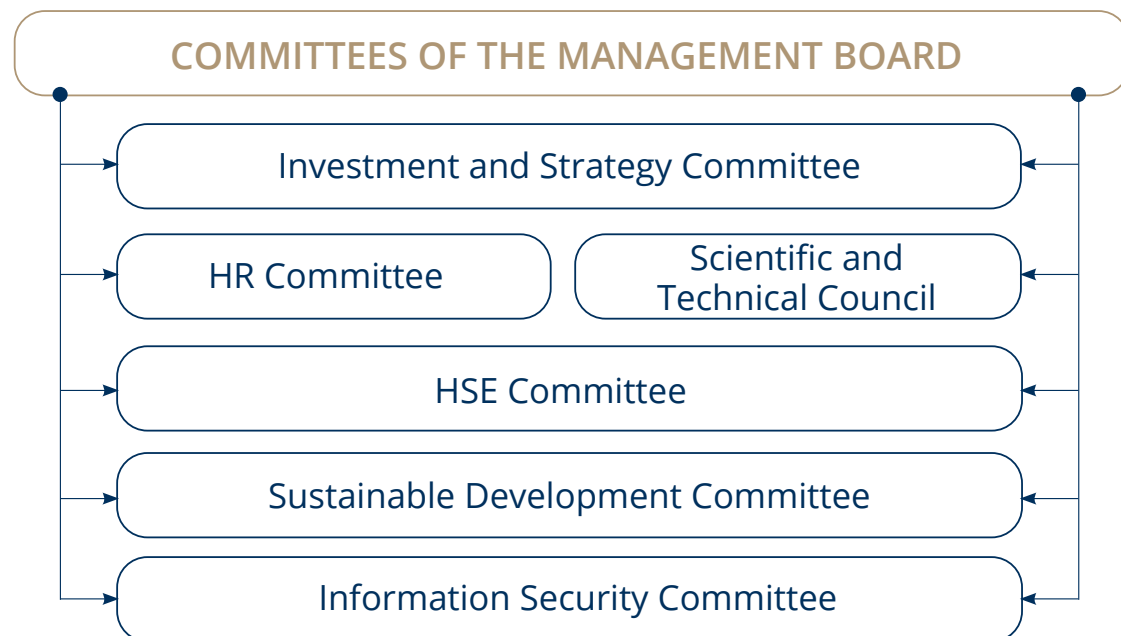 COMMITTEES OF THE MANAGEMENT BOARD
Investment and Strategy Committee
HR Committee
Scientific and
Technical Council
HSE Committee
Sustainable Development Committee
Information Security Committee